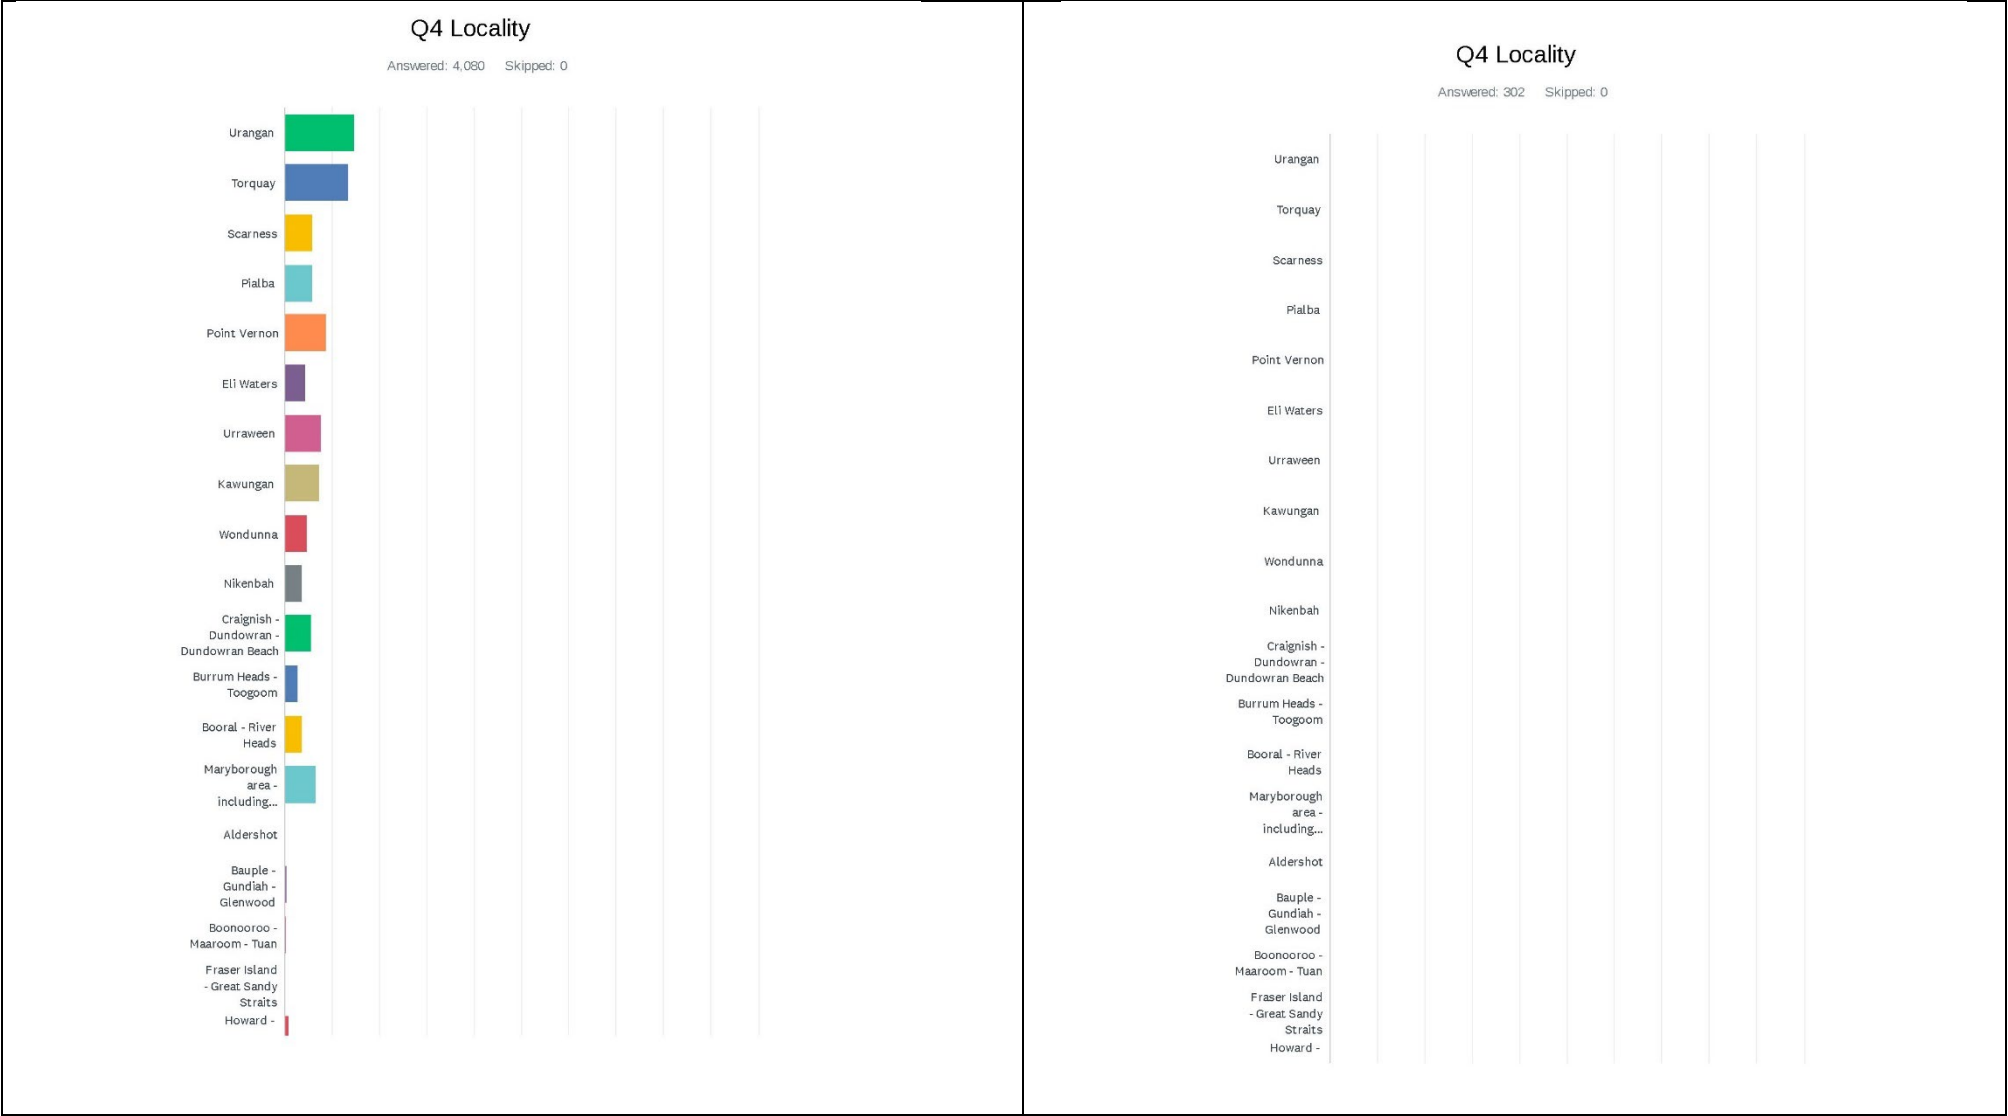 Q4 Locality
Answered: 4,080 Skipped: 0
Urangan
Torquay
Scarness
Pialba
Point Vernon
Eli Waters
Urraween
Kawungan
Wondunna
Nikenbah
Craignish -
Dundowran -
Dundowran Beach
Burrum Heads -
Toogoom
Booral - River
Heads
Maryborough
area -
including...
Aldershot
Bauple -
Gundiah -
Glenwood
Boonooroo -
Maaroom - Tuan
Fraser Island
- Great Sandy
Straits
Howard -
Q4 Locality
Answered: 302 Skipped: 0
Urangan
Torquay
Scarness
Pialba
Point Vernon
Eli Waters
Urraween
Kawungan
Wondunna
Nikenbah
Craignish -
Dundowran -
Dundowran Beach
Burrum Heads -
Toogoom
Booral - River
Heads
Maryborough
area -
including...
Aldershot
Bauple -
Gundiah -
Glenwood
Boonooroo -
Maaroom - Tuan
Fraser Island
- Great Sandy
Straits
Howard -